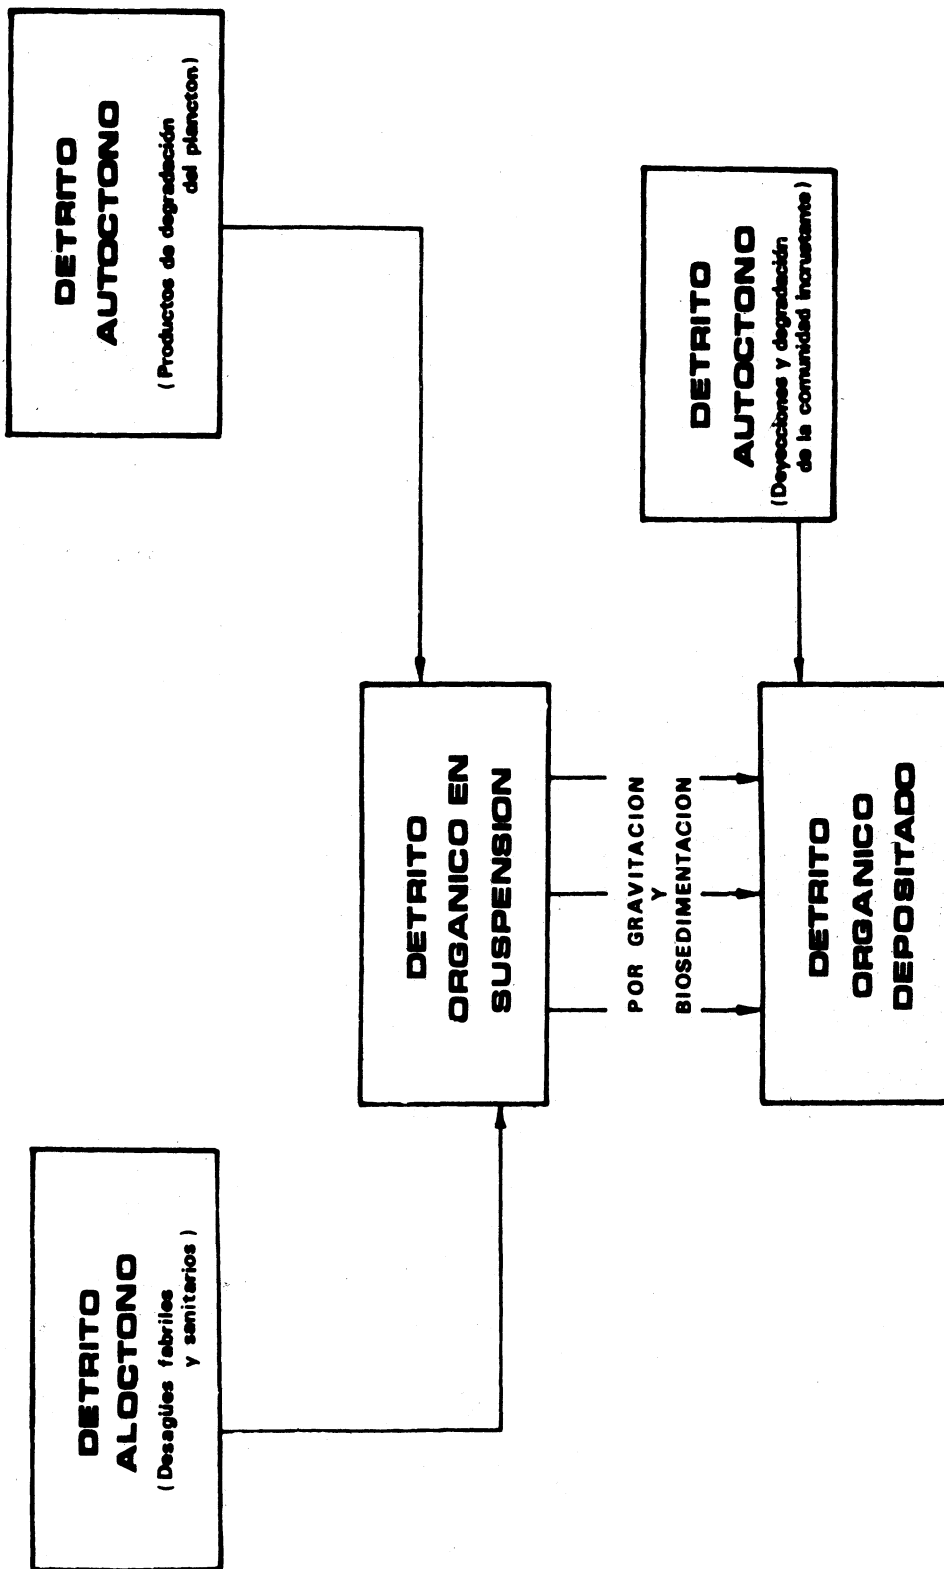 DETRITO
ALOCTONO
(Desagües fabriles
y sanitarios)
DETRITO
AUTOCTONO
(Productos de degradación
del plancton)
DETRITO
ORGANICO EN
SUSPENSION
POR GRAVITACION
Y
BIOSEDIMENTACION
DETRITO
AUTOCTONO
(Deyecciones y degradación
de la comunidad incrustante)
DETRITO
ORGANICO
DEPOSITADO